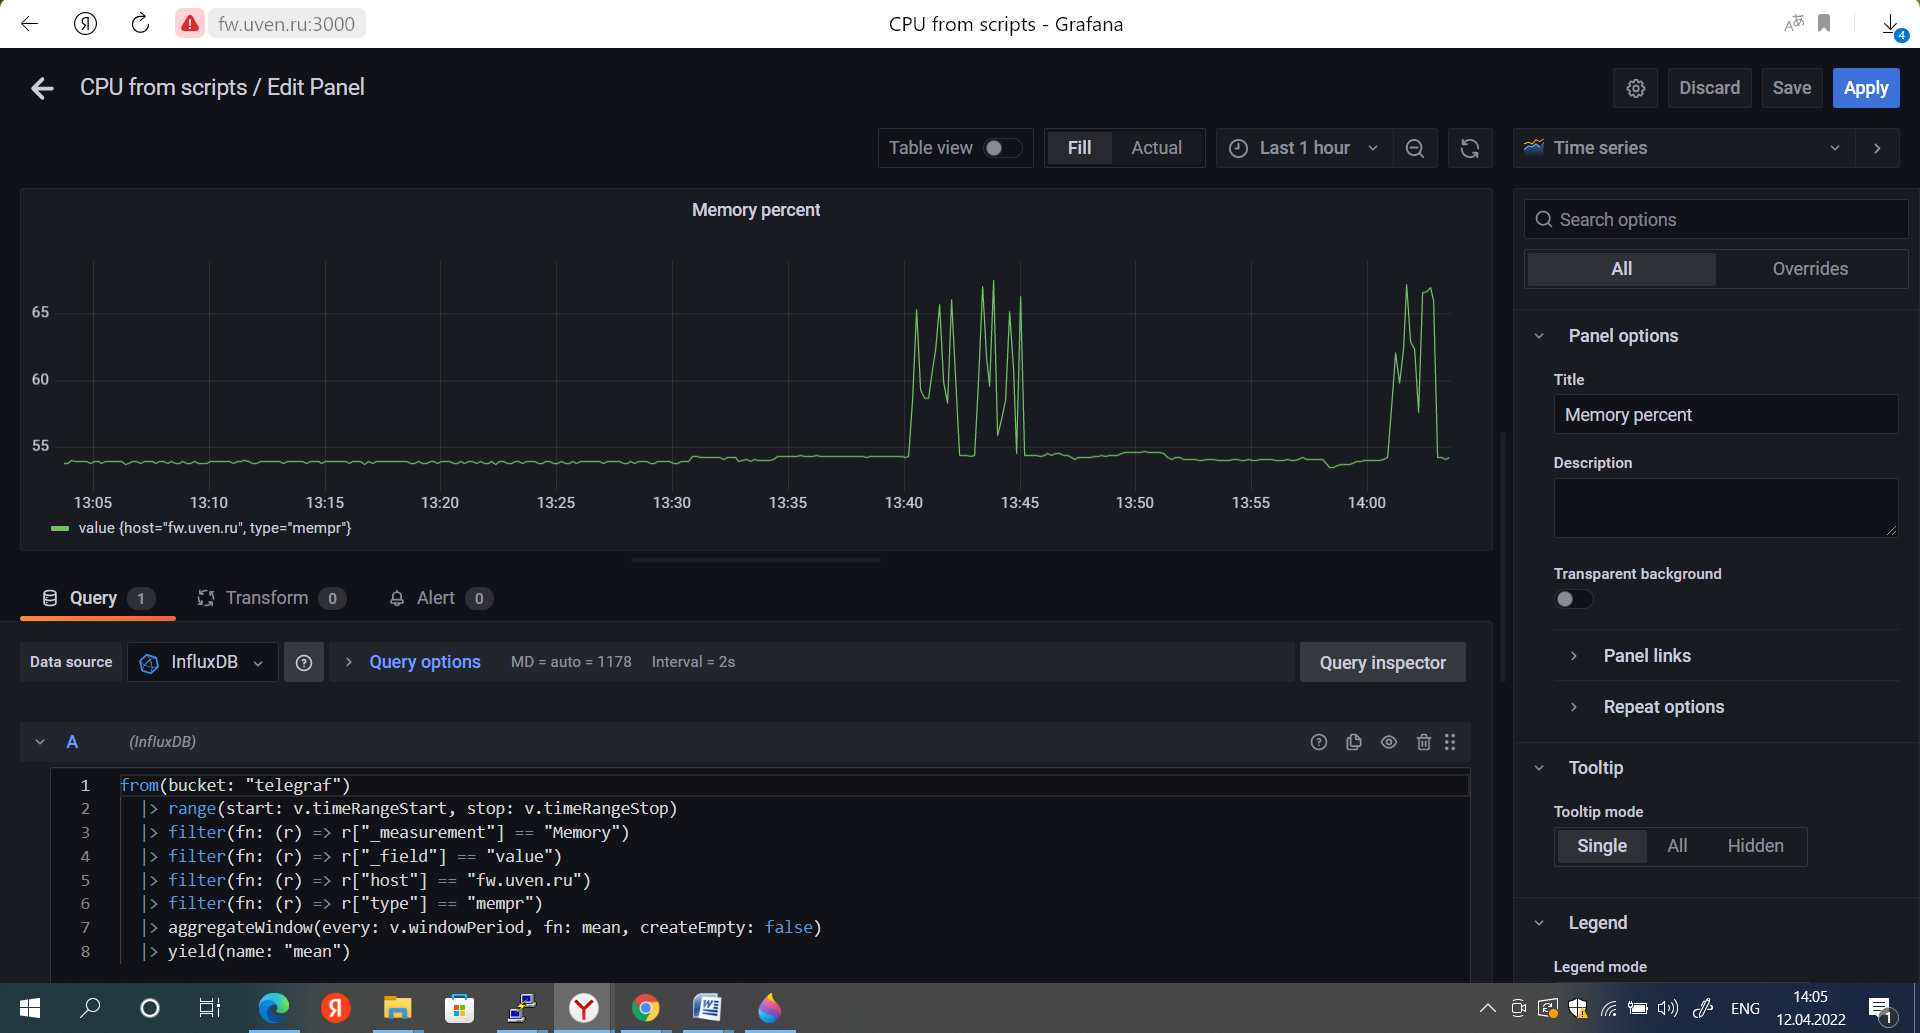 fw.uven.ru:3000
CPU from scripts - Grafana
4
CPU from scripts / Edit Panel
Discard
Save
Apply
Table view
Fill
Actual
Last 1 hour
Time series
Memory percent
65
60
55
13:05 13:10 13:15 13:20 13:25 13:30 13:35 13:40 13:45 13:50 13:55 14:00
value {host="fw.uven.ru", type="mempr"}
Search options
All
Overrides
Panel options
Title
Memory percent
Description
Transparent background
Panel links
Repeat options
Tooltip
Tooltip mode
Single
All
Hidden
Legend
Legend mode
Query 1
Transform 0
Alert 0
Data source
InfluxDB
Query options
MD = auto = 1178
Interval = 2s
Query inspector
A
(InfluxDB)
1 from(bucket: "telegraf")
2 |> range(start: v.timeRangeStart, stop: v.timeRangeStop)
3 |> filter(fn: (r) => r["_measurement"] == "Memory")
4 |> filter(fn: (r) => r["_field"] == "value")
5 |> filter(fn: (r) => r["host"] == "fw.uven.ru")
6 |> filter(fn: (r) => r["type"] == "mempr")
7 |> aggregateWindow(every: v.windowPeriod, fn: mean, createEmpty: false)
8 |> yield(name: "mean")
ENG
14:05
12.04.2022
1